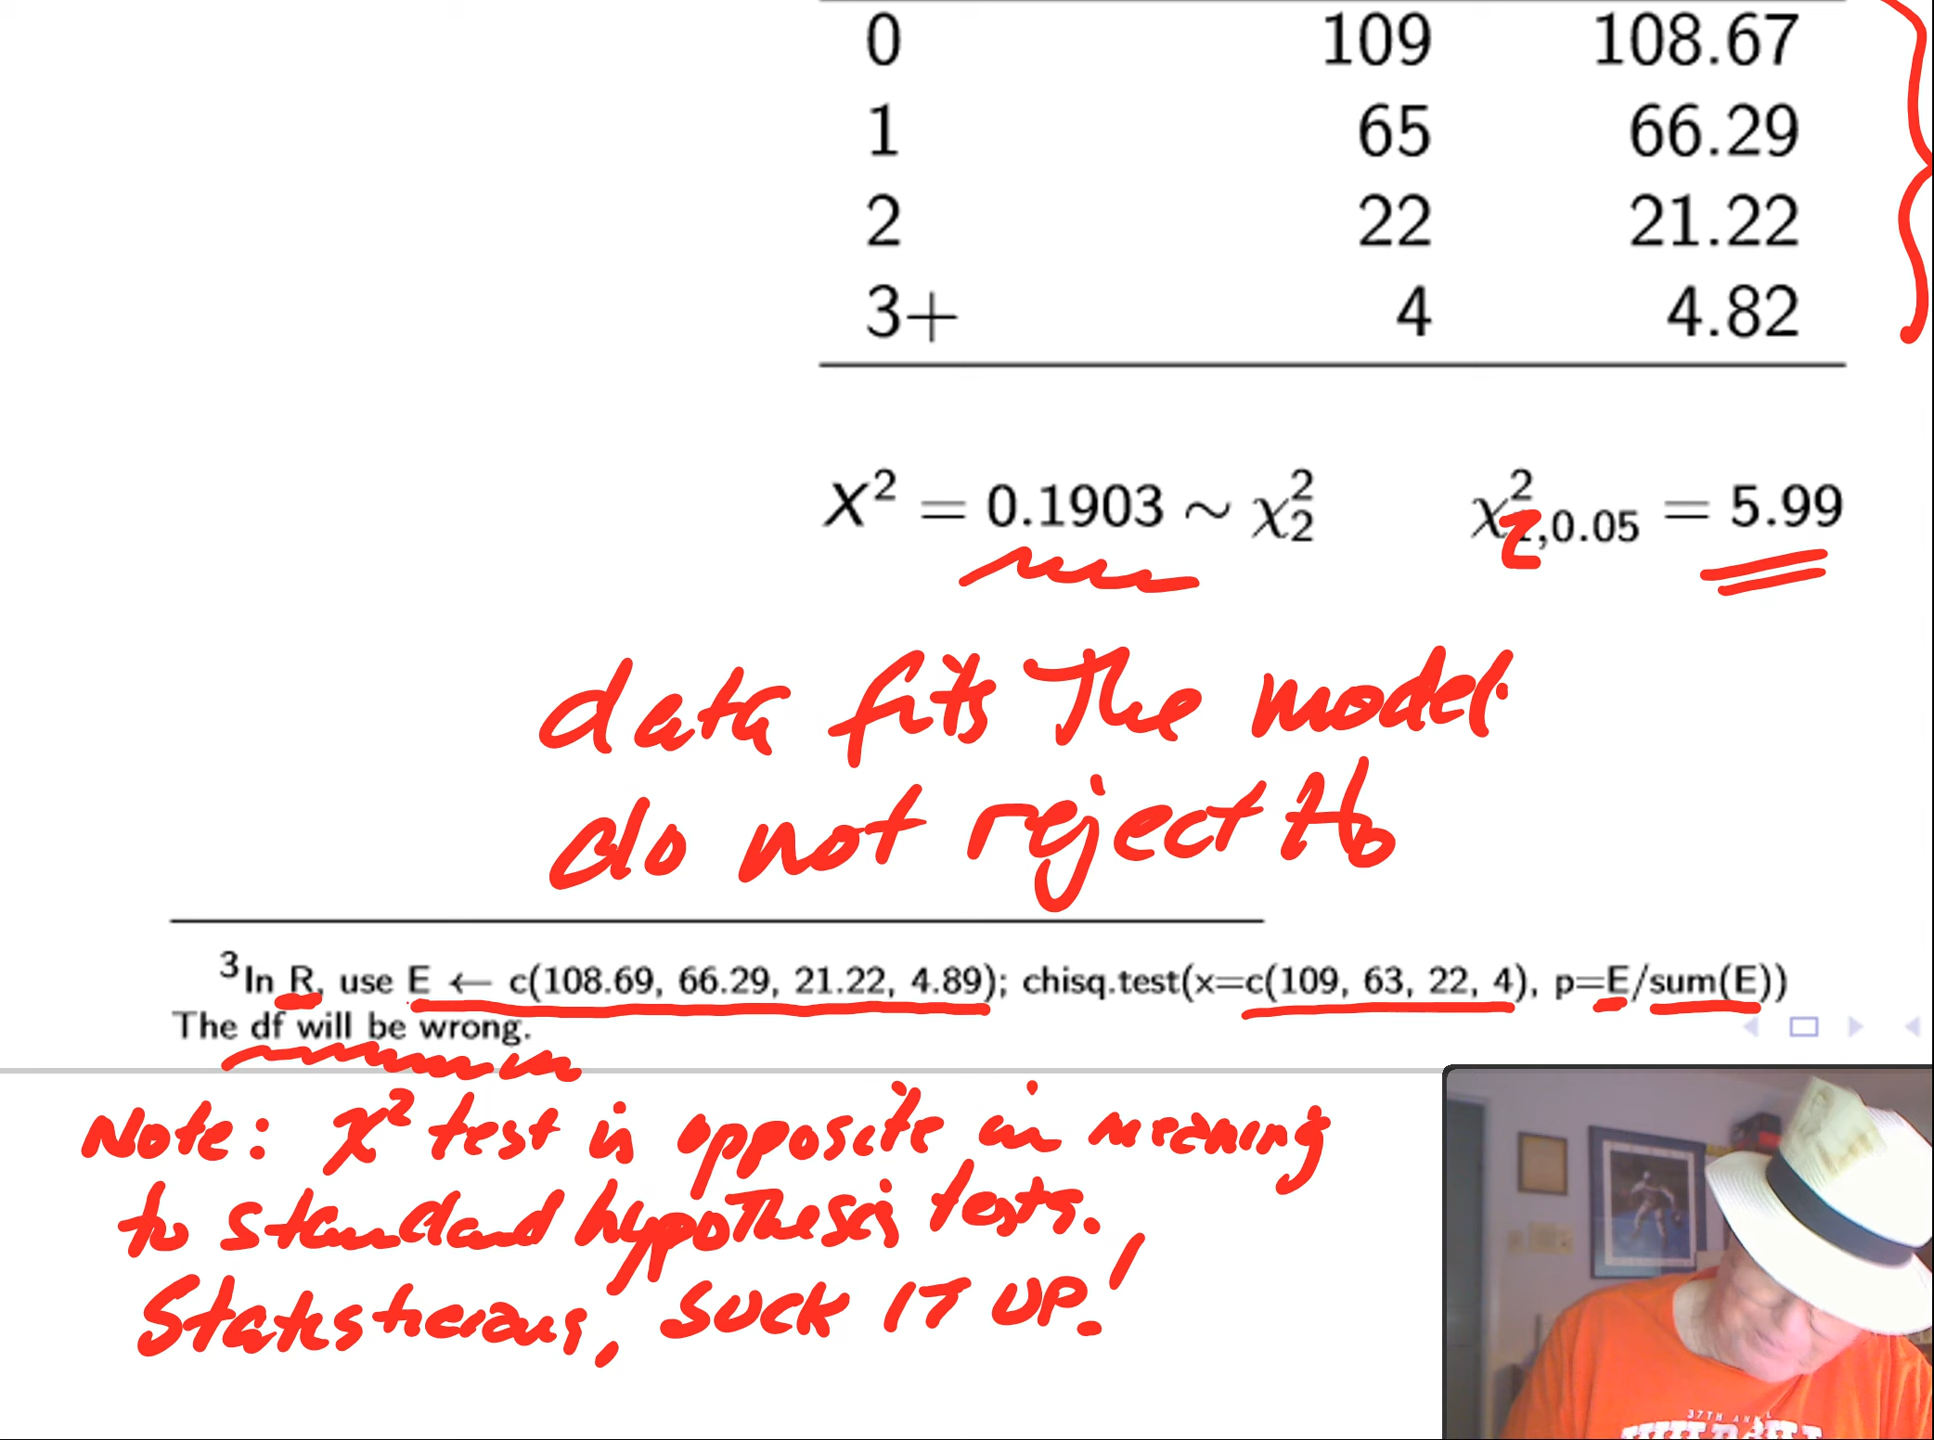 0 109 108.67
1 65 66.29
2 22 21.22
3+ 4 4.82
X² = 0.1903 ~ χ²₂ χ²₂,0.05 = 5.99
data fits The model.
do not reject H₀
³In R, use E ← c(108.69, 66.29, 21.22, 4.89); chisq.test(x=c(109, 63, 22, 4), p=E/sum(E))
The df will be wrong.
Note: χ² test is opposite in meaning
to standard hypothesis tests.
Statisticians, SUCK IT UP!
37TH